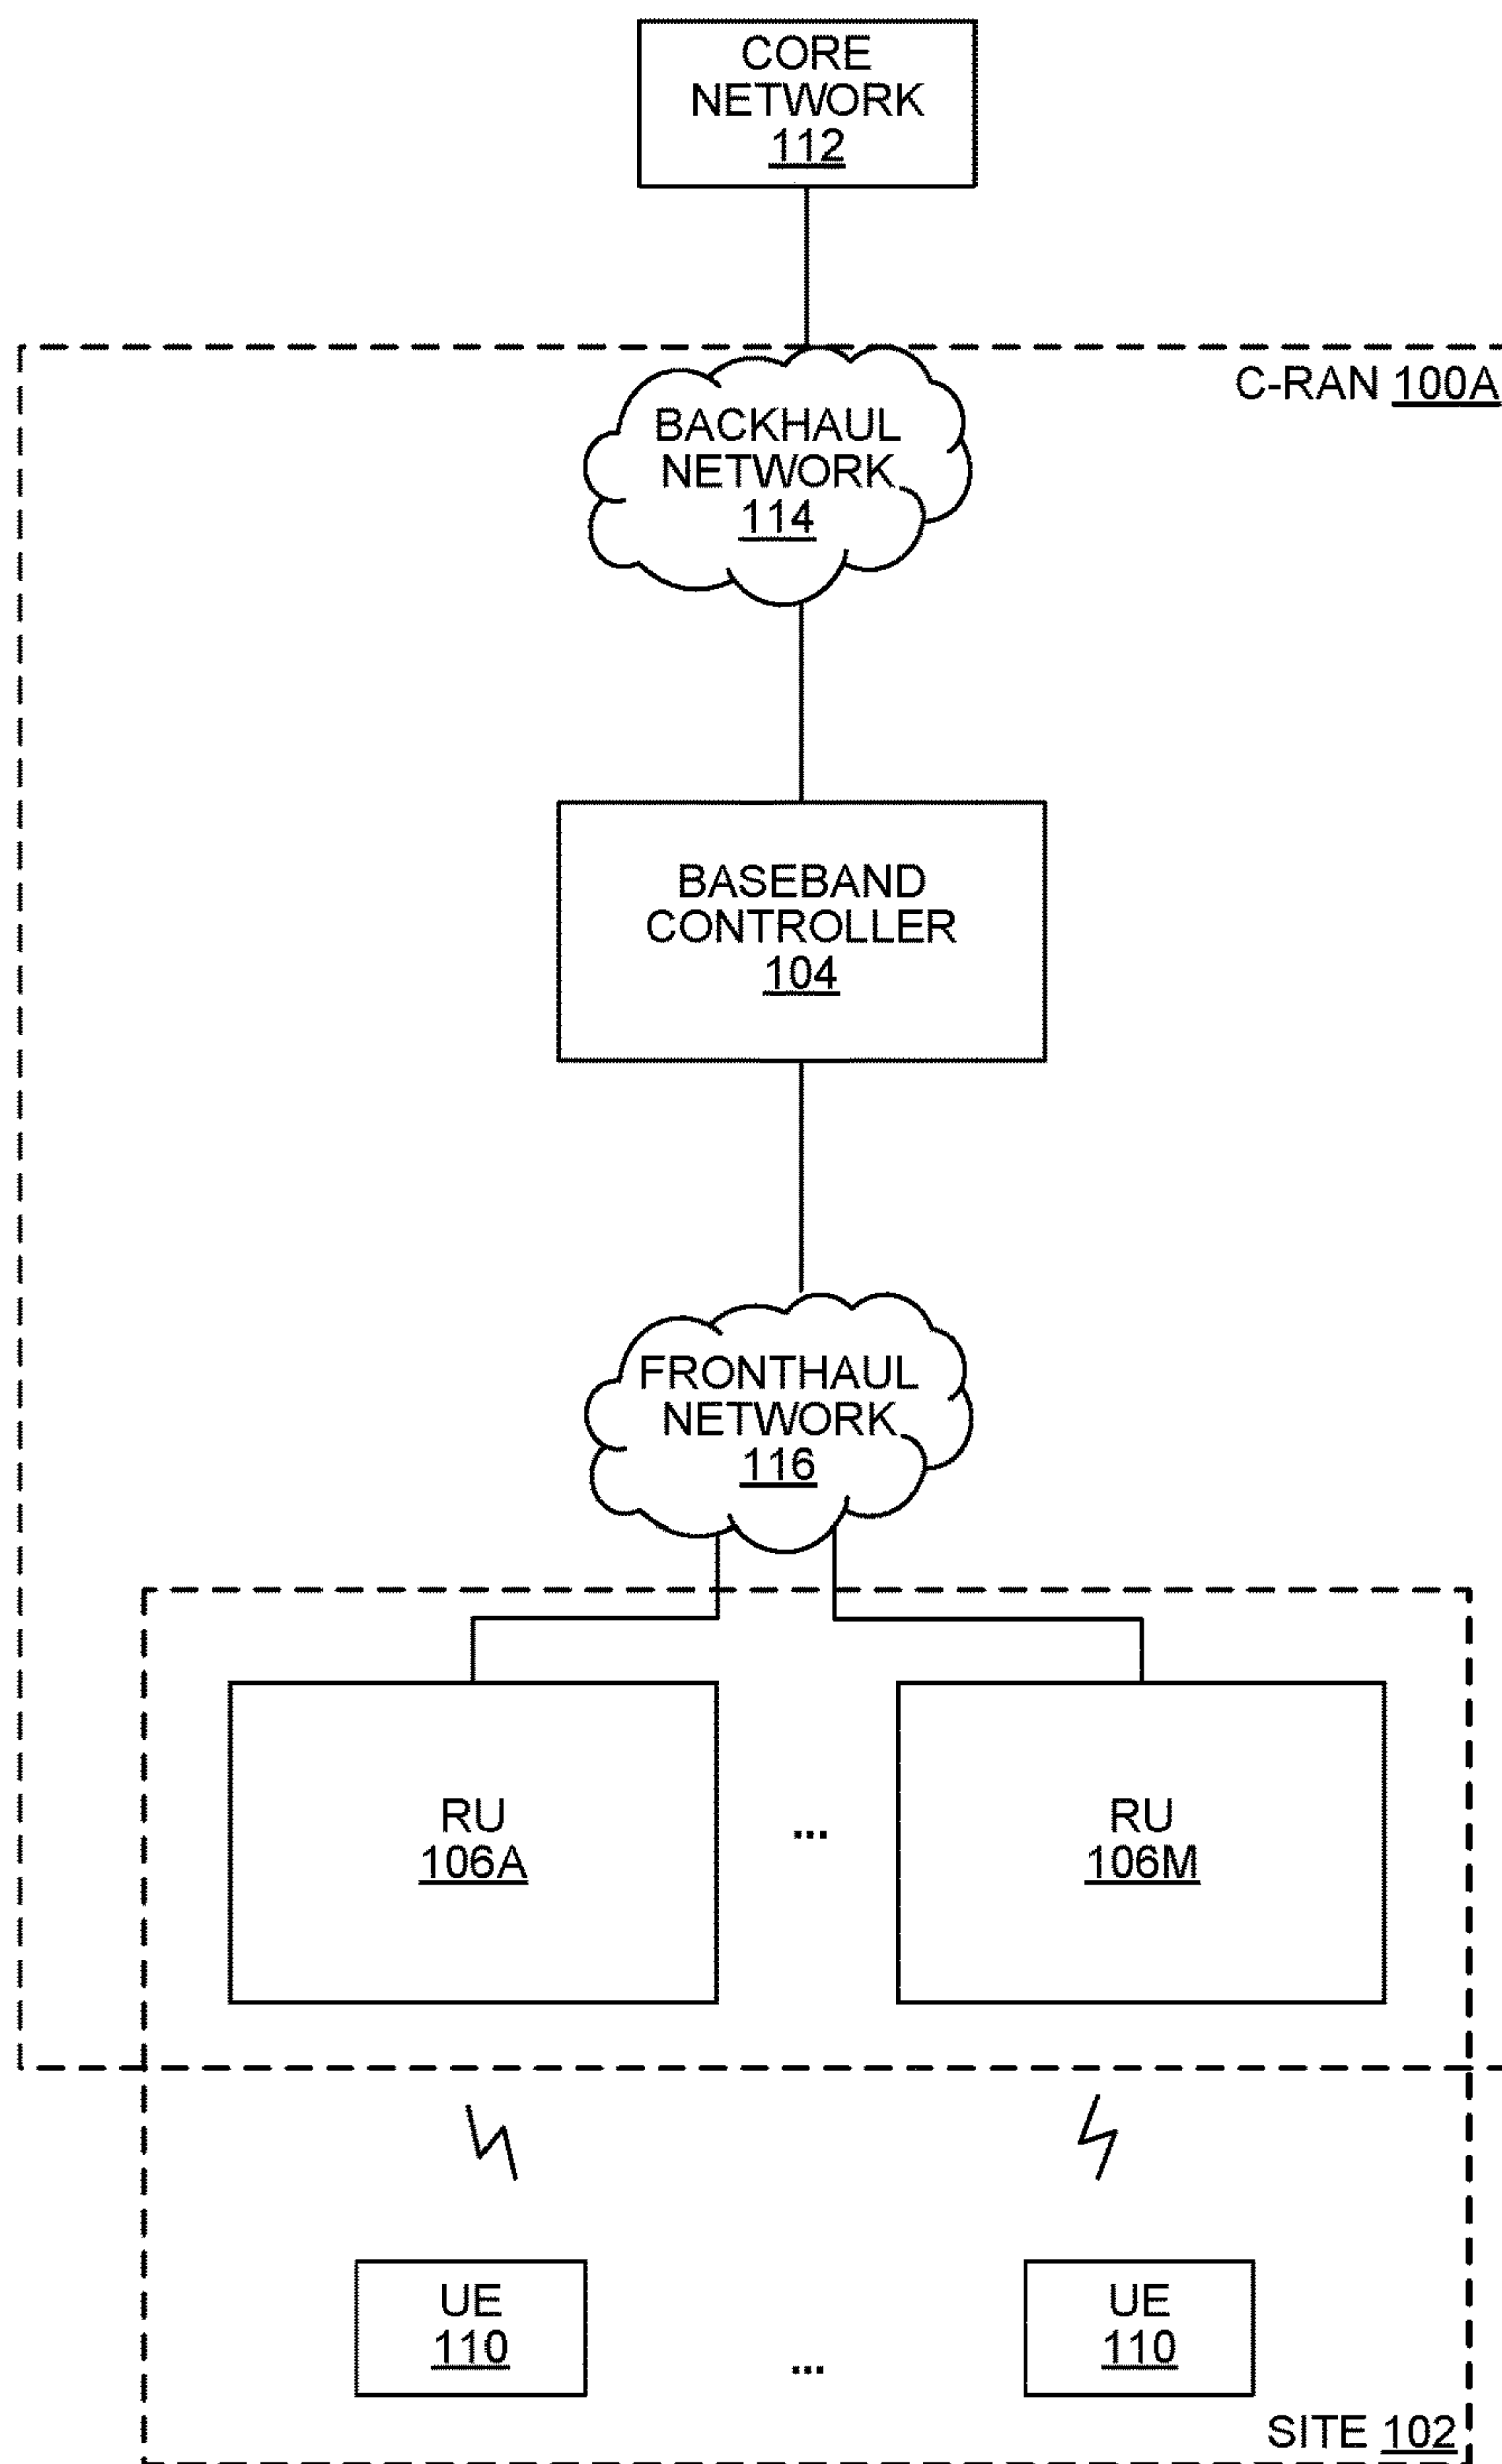 CORE
NETWORK
112
C-RAN 100A
BACKHAUL
NETWORK
114
BASEBAND
CONTROLLER
104
FRONTHAUL
NETWORK
116
RU
106A
...
RU
106M
UE
110
...
UE
110
SITE 102